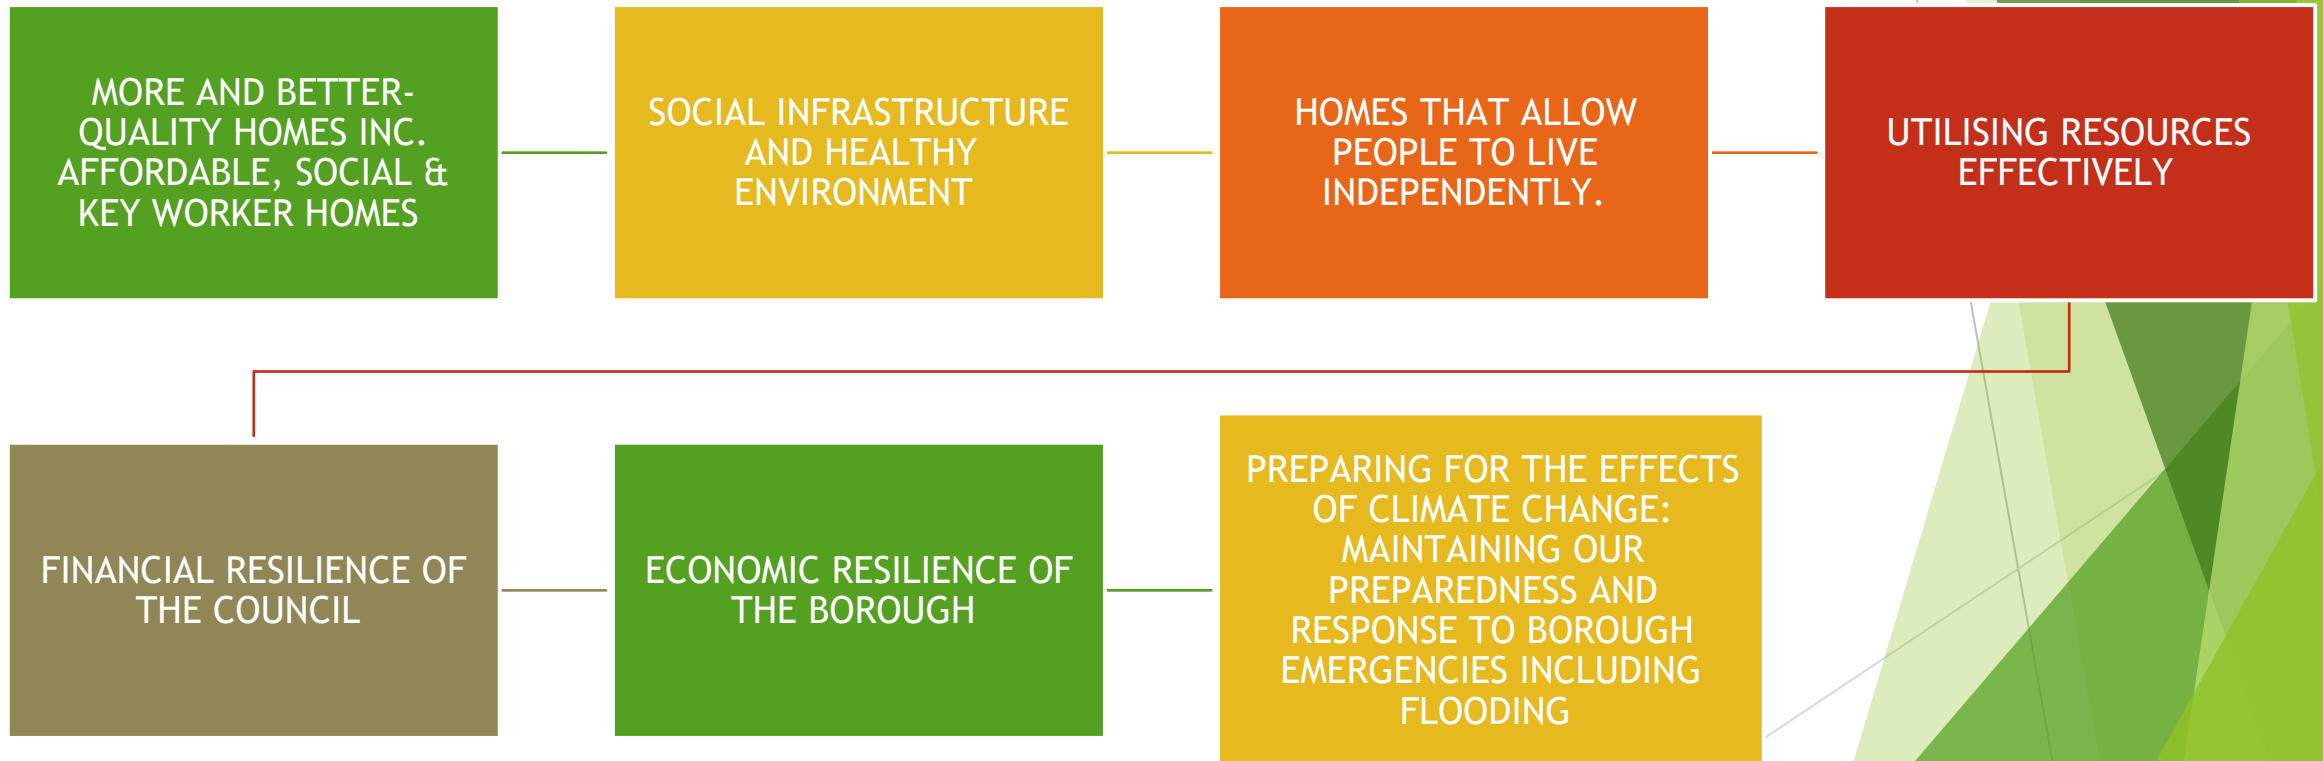 MORE AND BETTER-
QUALITY HOMES INC.
AFFORDABLE, SOCIAL &
KEY WORKER HOMES
SOCIAL INFRASTRUCTURE
AND HEALTHY
ENVIRONMENT
HOMES THAT ALLOW
PEOPLE TO LIVE
INDEPENDENTLY.
UTILISING RESOURCES
EFFECTIVELY
FINANCIAL RESILIENCE OF
THE COUNCIL
ECONOMIC RESILIENCE OF
THE BOROUGH
PREPARING FOR THE EFFECTS
OF CLIMATE CHANGE:
MAINTAINING OUR
PREPAREDNESS AND
RESPONSE TO BOROUGH
EMERGENCIES INCLUDING
FLOODING